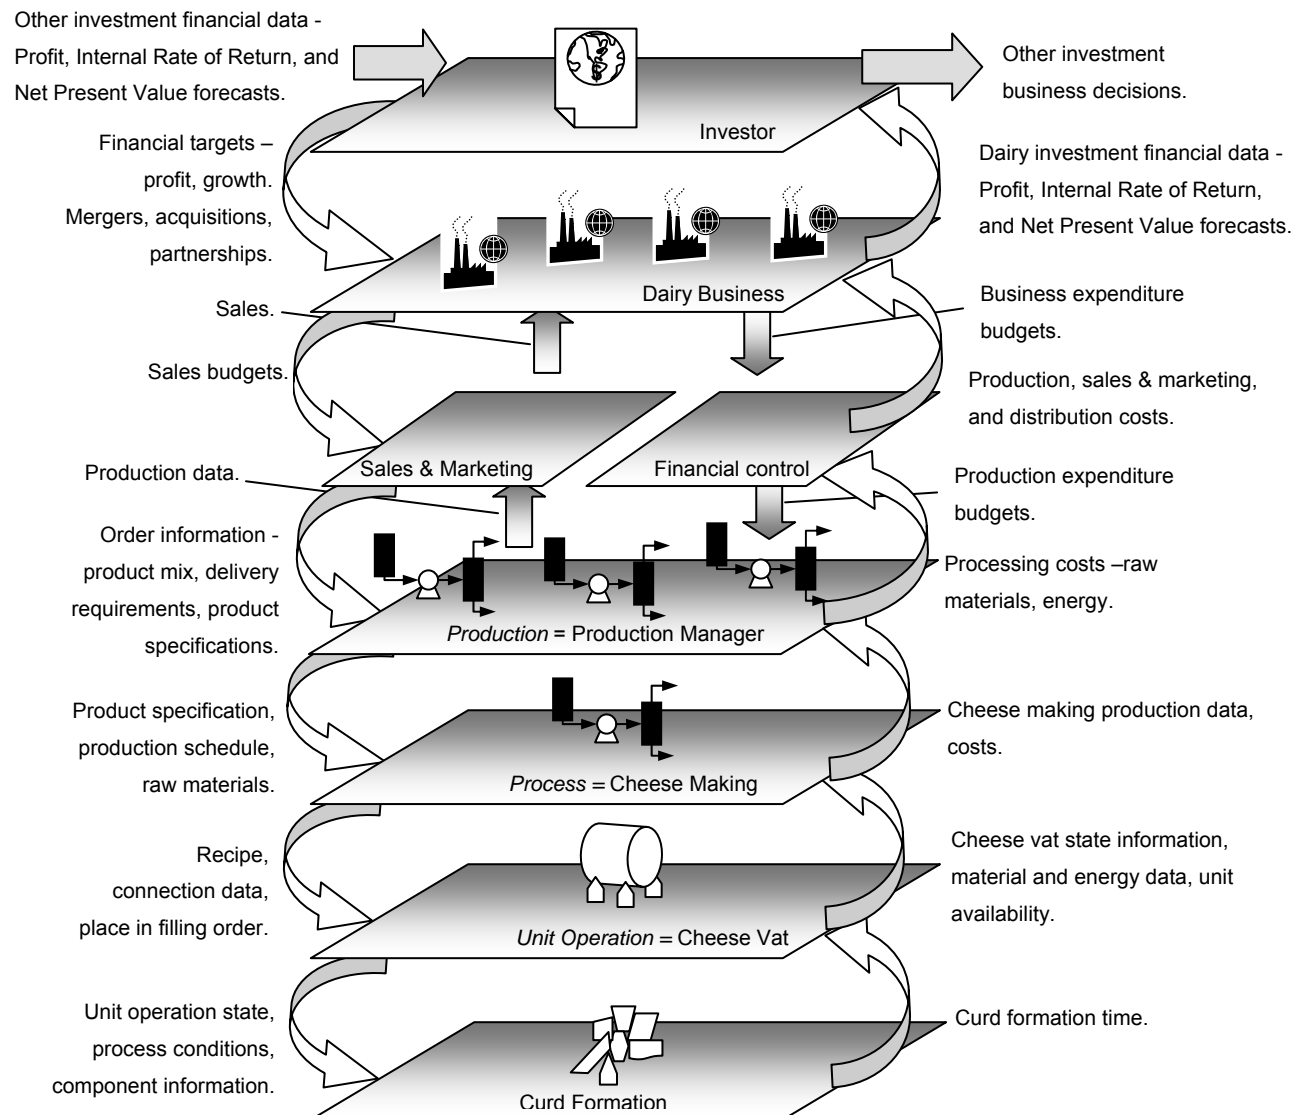 Other investment financial data -
Profit, Internal Rate of Return, and
Net Present Value forecasts.
Other investment
business decisions.
Investor
Financial targets –
profit, growth.
Mergers, acquisitions,
partnerships.
Dairy investment financial data -
Profit, Internal Rate of Return,
and Net Present Value forecasts.
Dairy Business
Sales.
Business expenditure
budgets.
Sales budgets.
Production, sales & marketing,
and distribution costs.
Sales & Marketing
Financial control
Production data.
Production expenditure
budgets.
Order information -
product mix, delivery
requirements, product
specifications.
Processing costs –raw
materials, energy.
Production = Production Manager
Product specification,
production schedule,
raw materials.
Cheese making production data,
costs.
Process = Cheese Making
Recipe,
connection data,
place in filling order.
Cheese vat state information,
material and energy data, unit
availability.
Unit Operation = Cheese Vat
Unit operation state,
process conditions,
component information.
Curd formation time.
Curd Formation